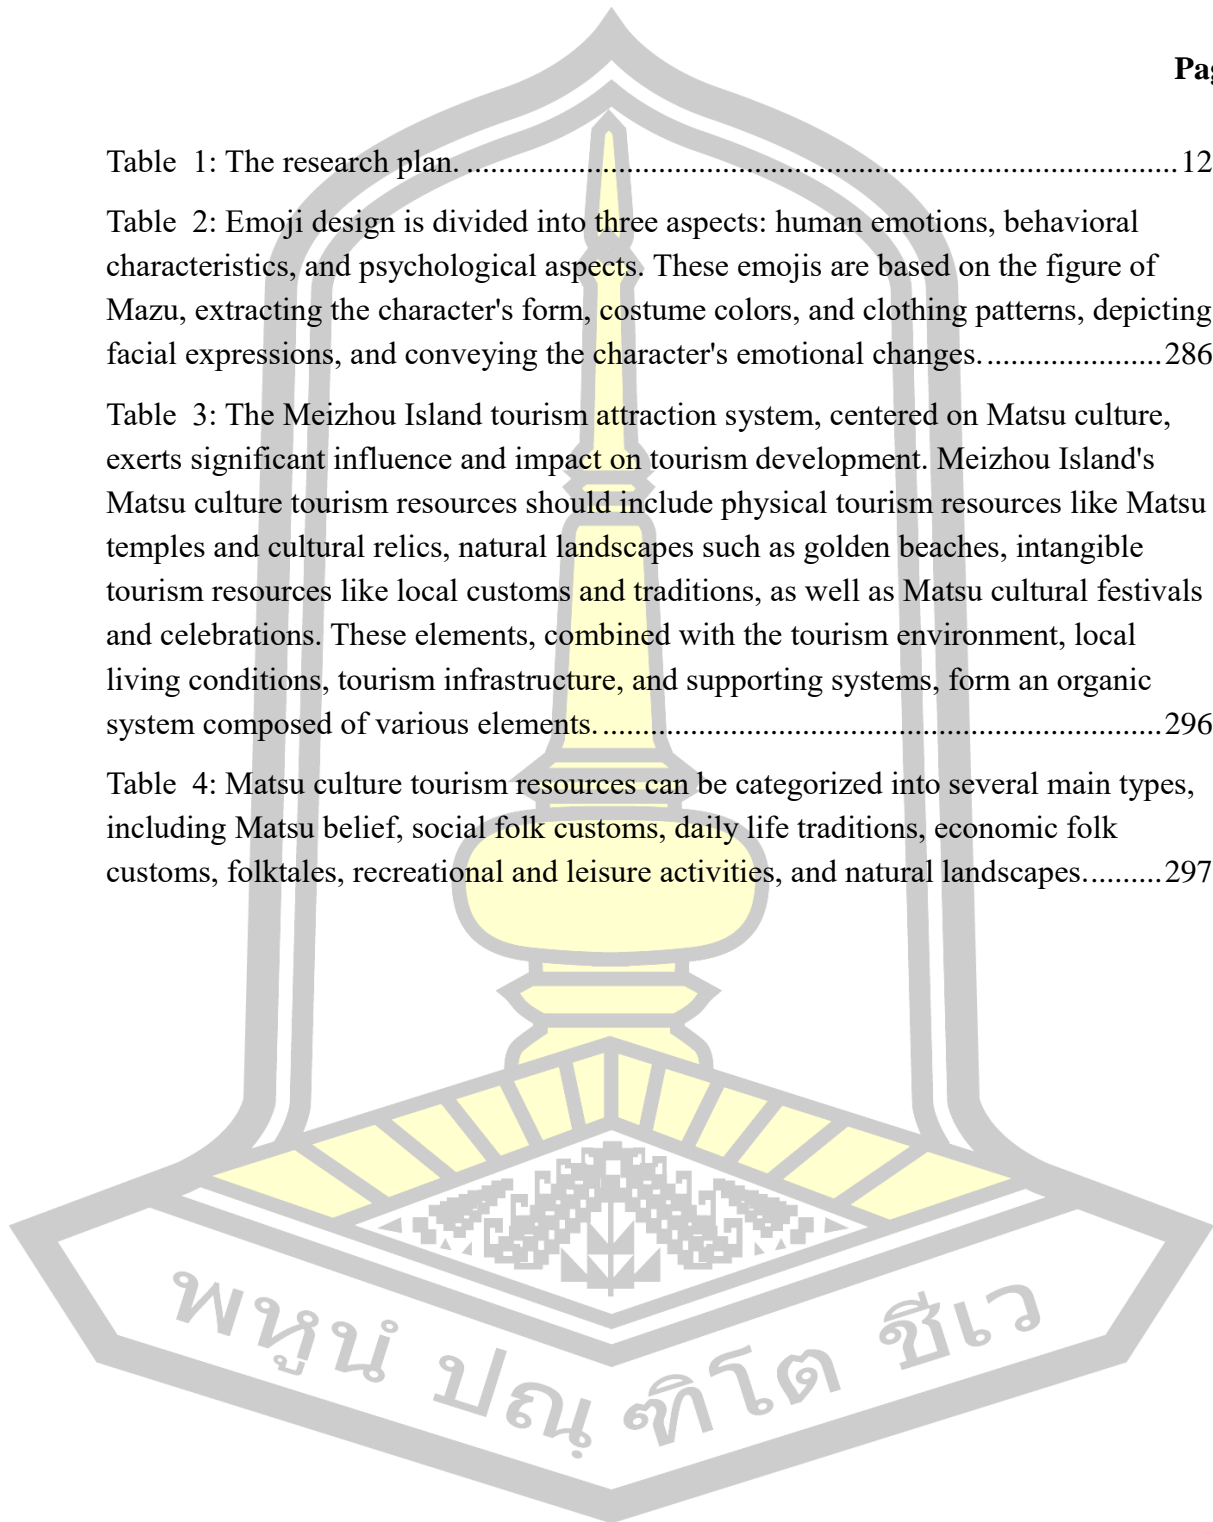 Pag
Table 1: The research plan. ............................................................................................ 12
Table 2: Emoji design is divided into three aspects: human emotions, behavioral
characteristics, and psychological aspects. These emojis are based on the figure of
Mazu, extracting the character's form, costume colors, and clothing patterns, depicting
facial expressions, and conveying the character's emotional changes. ....................... 286
Table 3: The Meizhou Island tourism attraction system, centered on Matsu culture,
exerts significant influence and impact on tourism development. Meizhou Island's
Matsu culture tourism resources should include physical tourism resources like Matsu
temples and cultural relics, natural landscapes such as golden beaches, intangible
tourism resources like local customs and traditions, as well as Matsu cultural festivals
and celebrations. These elements, combined with the tourism environment, local
living conditions, tourism infrastructure, and supporting systems, form an organic
system composed of various elements. ........................................................................ 296
Table 4: Matsu culture tourism resources can be categorized into several main types,
including Matsu belief, social folk customs, daily life traditions, economic folk
customs, folktales, recreational and leisure activities, and natural landscapes.......... 297
พหูนํ ปณฺฑิโต ชีเว